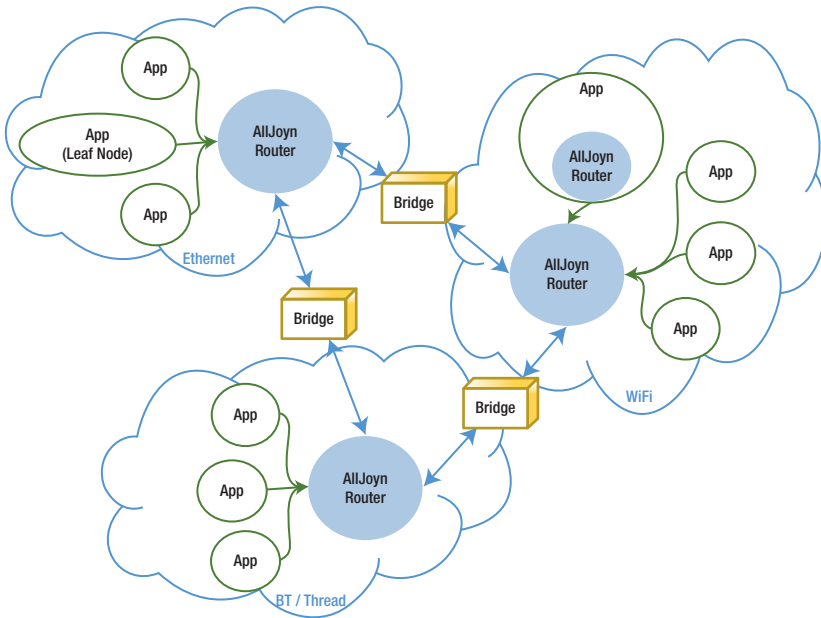 App
App
(Leaf Node)
App
AllJoyn
Router
Ethernet
Bridge
App
AllJoyn
Router
App
App
App
AllJoyn
Router
WiFi
Bridge
Bridge
App
App
App
AllJoyn
Router
BT / Thread